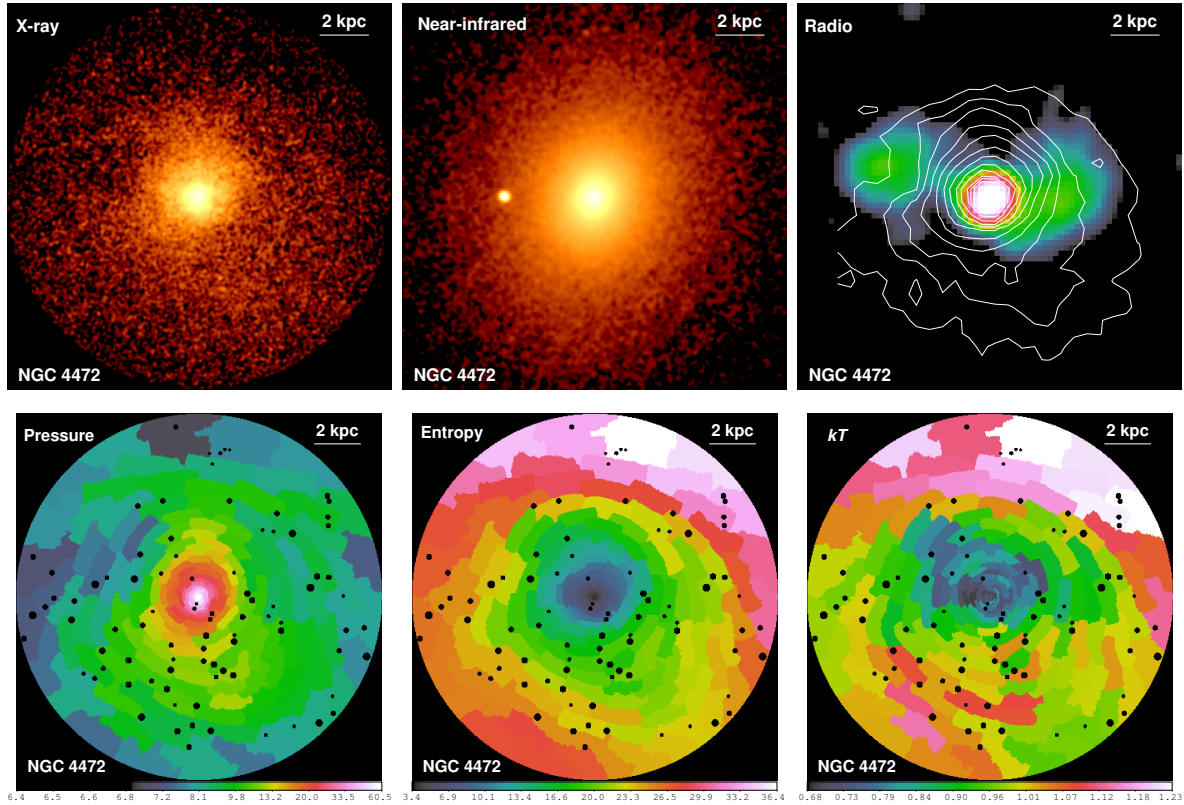 X-ray 2 kpc Near-infrared 2 kpc Radio 2 kpc
NGC 4472 NGC 4472 NGC 4472
Pressure 2 kpc Entropy 2 kpc kT 2 kpc
NGC 4472 NGC 4472 NGC 4472
6.4 6.5 6.6 6.8 7.2 8.1 9.8 13.2 20.0 33.5 60.5 3.4 6.9 10.1 13.4 16.6 20.0 23.3 26.5 29.9 33.2 36.4 0.68 0.73 0.79 0.84 0.90 0.96 1.01 1.07 1.12 1.18 1.23